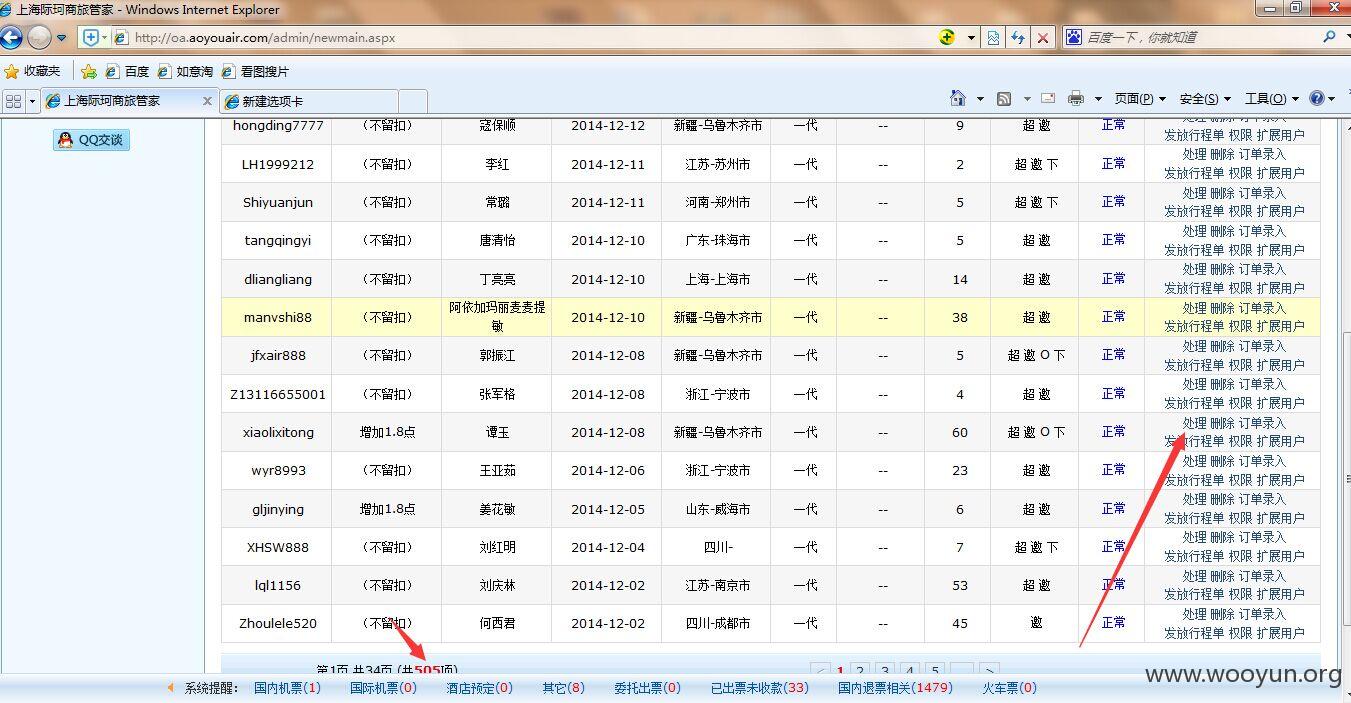 上海际珂商旅管家 - Windows Internet Explorer
http://oa.aoyouair.com/admin/newmain.aspx
百度一下，你就知道
收藏夹 百度 如意淘 看图搜片
上海际珂商旅管家 新建选项卡 页面(P) 安全(S) 工具(O)
QQ交谈
hongding7777 （不留扣） 寇保顺 2014-12-12 新疆-乌鲁木齐市 一代 -- 9 超 邀 正常 处理 删除 订单录入
发放行程单 权限 扩展用户
LH1999212 （不留扣） 李红 2014-12-11 江苏-苏州市 一代 -- 2 超 邀 下 正常 处理 删除 订单录入
发放行程单 权限 扩展用户
Shiyuanjun （不留扣） 常璐 2014-12-11 河南-郑州市 一代 -- 5 超 邀 下 正常 处理 删除 订单录入
发放行程单 权限 扩展用户
tangqingyi （不留扣） 唐清怡 2014-12-10 广东-珠海市 一代 -- 5 超 邀 正常 处理 删除 订单录入
发放行程单 权限 扩展用户
dliangliang （不留扣） 丁亮亮 2014-12-10 上海-上海市 一代 -- 14 超 邀 正常 处理 删除 订单录入
发放行程单 权限 扩展用户
manvshi88 （不留扣） 阿依加玛丽麦麦提敏 2014-12-10 新疆-乌鲁木齐市 一代 -- 38 超 邀 正常 处理 删除 订单录入
发放行程单 权限 扩展用户
jfxair888 （不留扣） 郭振江 2014-12-08 新疆-乌鲁木齐市 一代 -- 5 超 邀 O 下 正常 处理 删除 订单录入
发放行程单 权限 扩展用户
Z13116655001 （不留扣） 张军格 2014-12-08 浙江-宁波市 一代 -- 4 超 邀 正常 处理 删除 订单录入
发放行程单 权限 扩展用户
xiaolixitong 增加1.8点 谭玉 2014-12-08 新疆-乌鲁木齐市 一代 -- 60 超 邀 O 下 正常 处理 删除 订单录入
发放行程单 权限 扩展用户
wyr8993 （不留扣） 王亚茹 2014-12-06 浙江-宁波市 一代 -- 23 超 邀 正常 处理 删除 订单录入
发放行程单 权限 扩展用户
gljinying 增加1.8点 姜花敏 2014-12-05 山东-威海市 一代 -- 6 超 邀 正常 处理 删除 订单录入
发放行程单 权限 扩展用户
XHSW888 （不留扣） 刘红明 2014-12-04 四川- 一代 -- 7 超 邀 下 正常 处理 删除 订单录入
发放行程单 权限 扩展用户
lql1156 （不留扣） 刘庆林 2014-12-02 江苏-南京市 一代 -- 53 超 邀 正常 处理 删除 订单录入
发放行程单 权限 扩展用户
Zhoulele520 （不留扣） 何西君 2014-12-02 四川-成都市 一代 -- 45 邀 正常 处理 删除 订单录入
发放行程单 权限 扩展用户
第1页 共34页 (共505项) < 1 2 3 4 5 ... >
系统提醒： 国内机票(1) 国际机票(0) 酒店预定(0) 其它(8) 委托出票(0) 已出票未收款(33) 国内退票相关(1479) 火车票(0)
www.wooyun.org